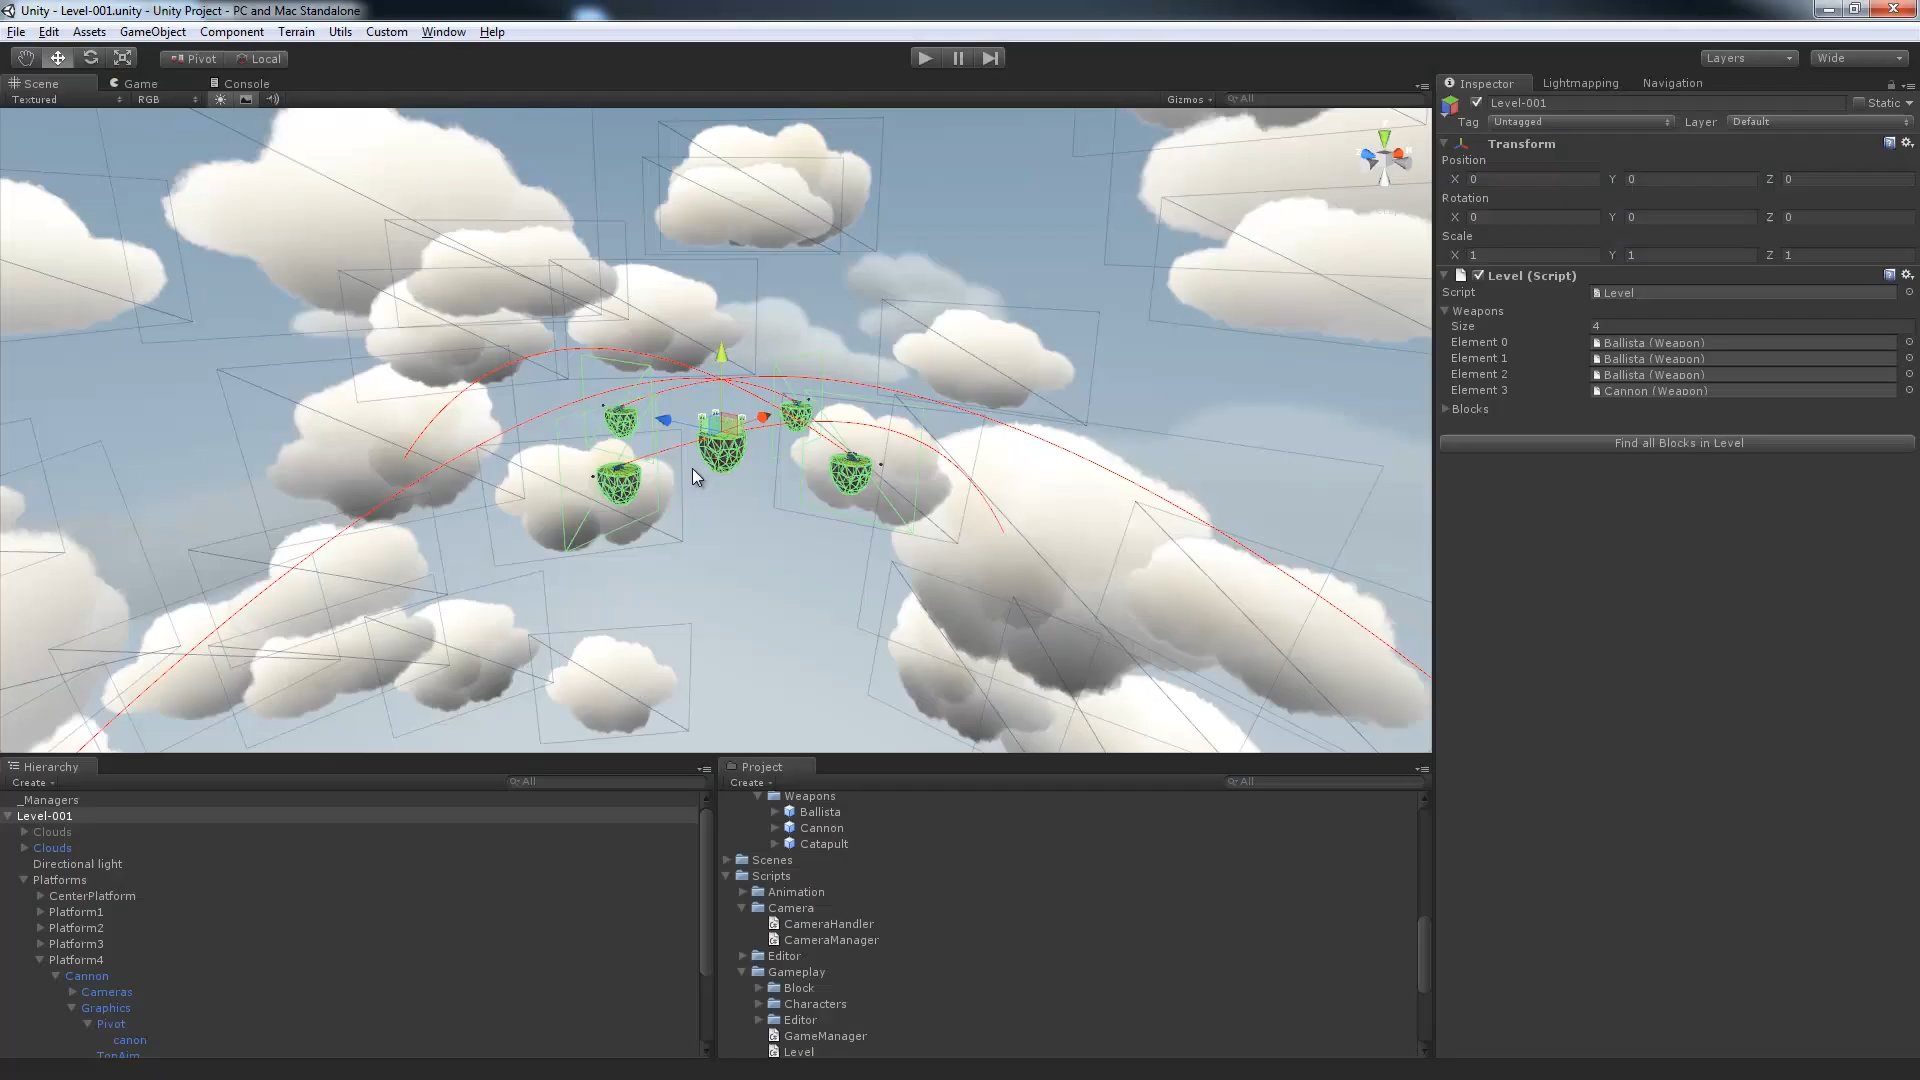 Unity - Level-001.unity - Unity Project - PC and Mac Standalone
File Edit Assets GameObject Component Terrain Utils Custom Window Help
Pivot Local Layers Wide
Scene Game Console
Textured RGB Gizmos All
Inspector Lightmapping Navigation
Level-001 Static
Tag Untagged Layer Default
Transform
Position
X 0 Y 0 Z 0
Rotation
X 0 Y 0 Z 0
Scale
X 1 Y 1 Z 1
Level (Script)
Script Level
Weapons
Size 4
Element 0 Ballista (Weapon)
Element 1 Ballista (Weapon)
Element 2 Ballista (Weapon)
Element 3 Cannon (Weapon)
Blocks
Find all Blocks in Level
Hierarchy
Create All
_Managers
Level-001
Clouds
Clouds
Directional light
Platforms
CenterPlatform
Platform1
Platform2
Platform3
Platform4
Cannon
Cameras
Graphics
Pivot
canon
TopAim
Project
Create All
Weapons
Ballista
Cannon
Catapult
Scenes
Scripts
Animation
Camera
CameraHandler
CameraManager
Editor
Gameplay
Block
Characters
Editor
GameManager
Level